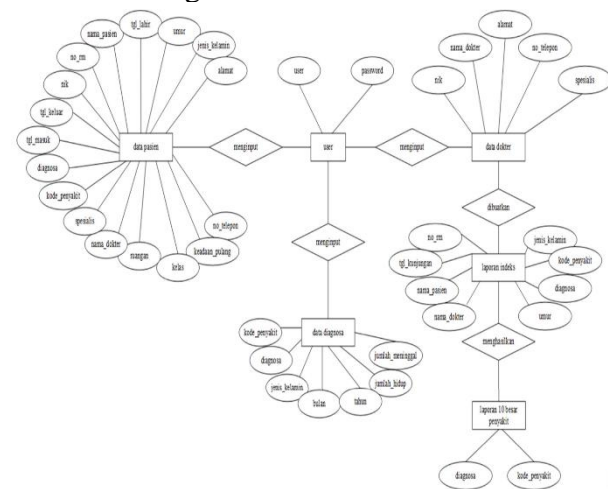 tgl_lahir
nama_pasien
umur
no_rm
jenis_kelamin
nik
alamat
tgl_keluar
tgl_masuk
diagnosa
kode_penyakit
spesialis
nama_dokter
ruangan
kelas
keadaan_pulang
no_telepon
data pasien
menginput
user
password
user
menginput
alamat
nama_dokter
no_telepon
nik
spesialis
data dokter
dibuatkan
no_rm
jenis_kelamin
tgl_kunjungan
kode_penyakit
laporan indeks
nama_pasien
diagnosa
nama_dokter
umur
menghasilkan
laporan 10 besar
penyakit
diagnosa
kode_penyakit
menginput
data diagnosa
kode_penyakit
diagnosa
jenis_kelamin
bulan
tahun
jumlah_hidup
jumlah_meninggal